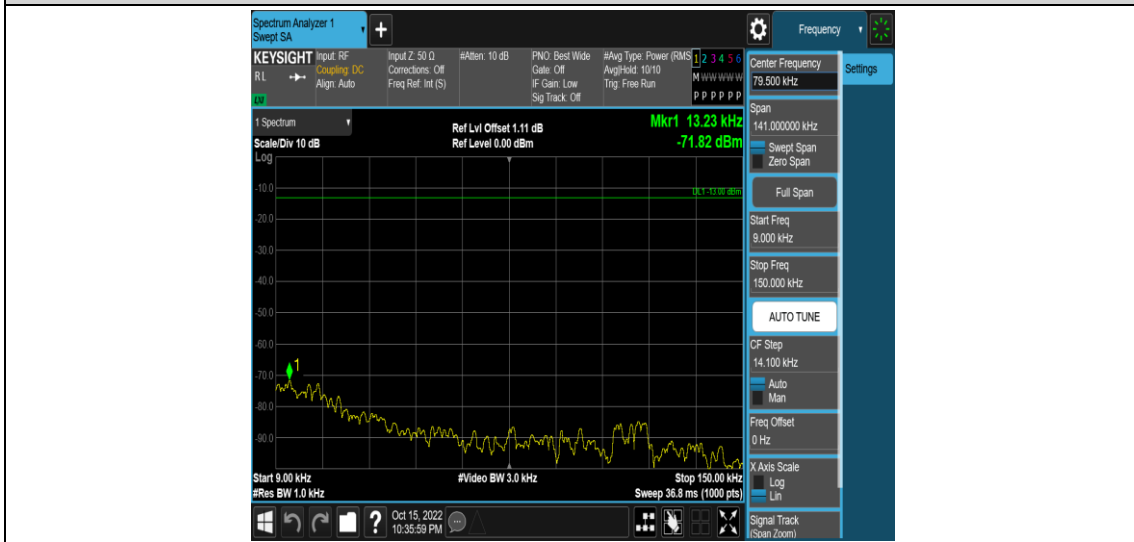 Spectrum Analyzer 1
Swept SA
+
Frequency
KEYSIGHT
RL
LXI
Input: RF
Coupling: DC
Align: Auto
Input Z: 50 Ω
Corrections: Off
Freq Ref: Int (S)
#Atten: 10 dB
PNO: Best Wide
Gate: Off
IF Gain: Low
Sig Track: Off
#Avg Type: Power (RMS
Avg|Hold: 10/10
Trig: Free Run
1 2 3 4 5 6
M W W W W W
P P P P P P
1 Spectrum
Scale/Div 10 dB
Log
Ref Lvl Offset 1.11 dB
Ref Level 0.00 dBm
Mkr1 13.23 kHz
-71.82 dBm
-10.0
DL1 -13.00 dBm
-20.0
-30.0
-40.0
-50.0
-60.0
1
-70.0
-80.0
-90.0
Start 9.00 kHz
#Video BW 3.0 kHz
Stop 150.00 kHz
#Res BW 1.0 kHz
Sweep 36.8 ms (1000 pts)
?
Oct 15, 2022
10:35:59 PM
Center Frequency
79.500 kHz
Settings
Span
141.000000 kHz
Swept Span
Zero Span
Full Span
Start Freq
9.000 kHz
Stop Freq
150.000 kHz
AUTO TUNE
CF Step
14.100 kHz
Auto
Man
Freq Offset
0 Hz
X Axis Scale
Log
Lin
Signal Track
(Span Zoom)